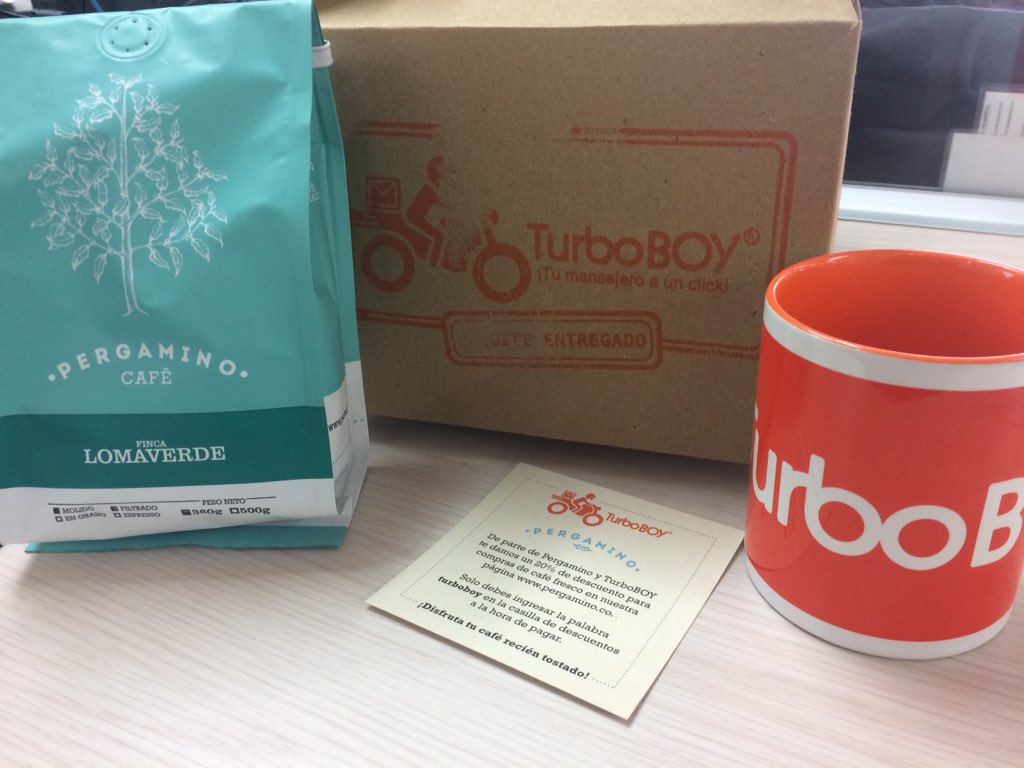 ·PERGAMINO·
CAFÉ
FINCA
LOMAVERDE
PESO NETO
MOLIDO
FILTRADO
EN GRANO
ESPRESSO
360g
500g
TurboBOY®
¡Tu mensajero a un click!
ENTREGADO
TurboBOY
·PERGAMINO·
De parte de Pergamino y TurboBOY
te damos un 20% de descuento para
compras de café fresco en nuestra
página www.pergamino.co.
Solo debes ingresar la palabra
turboboy en la casilla de descuentos
a la hora de pagar.
¡Disfruta tu café recién tostado!
Turbo B